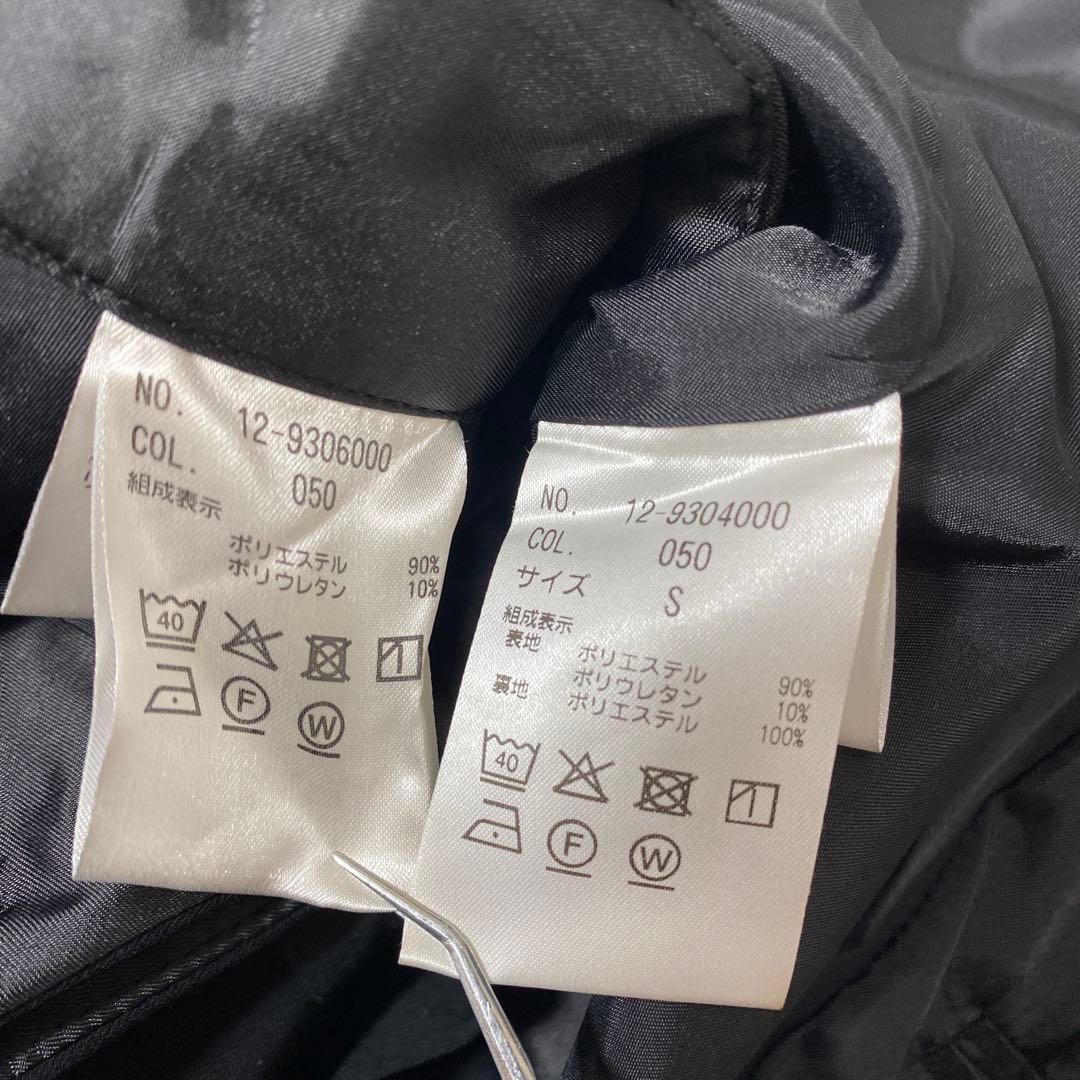 NO. 12-9306000
COL. 050
組成表示
ポリエステル 90%
ポリウレタン 10%
40
F
W
NO. 12-9304000
COL. 050
サイズ S
組成表示
表地 ポリエステル 90%
ポリウレタン 10%
裏地 ポリエステル 100%
40
F
W